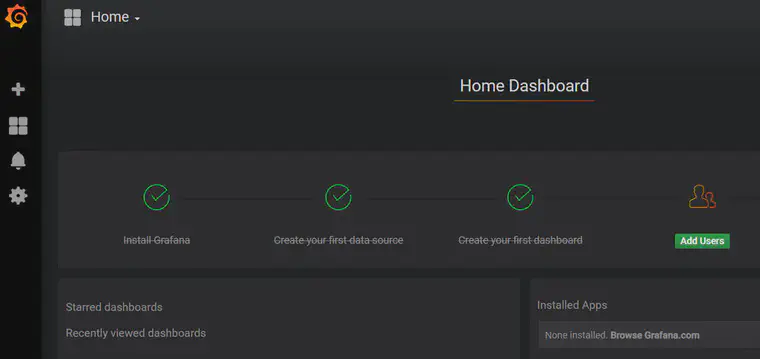 Home
Home Dashboard
Install Grafana
Create your first data source
Create your first dashboard
Add Users
Starred dashboards
Recently viewed dashboards
Installed Apps
None installed. Browse Grafana.com